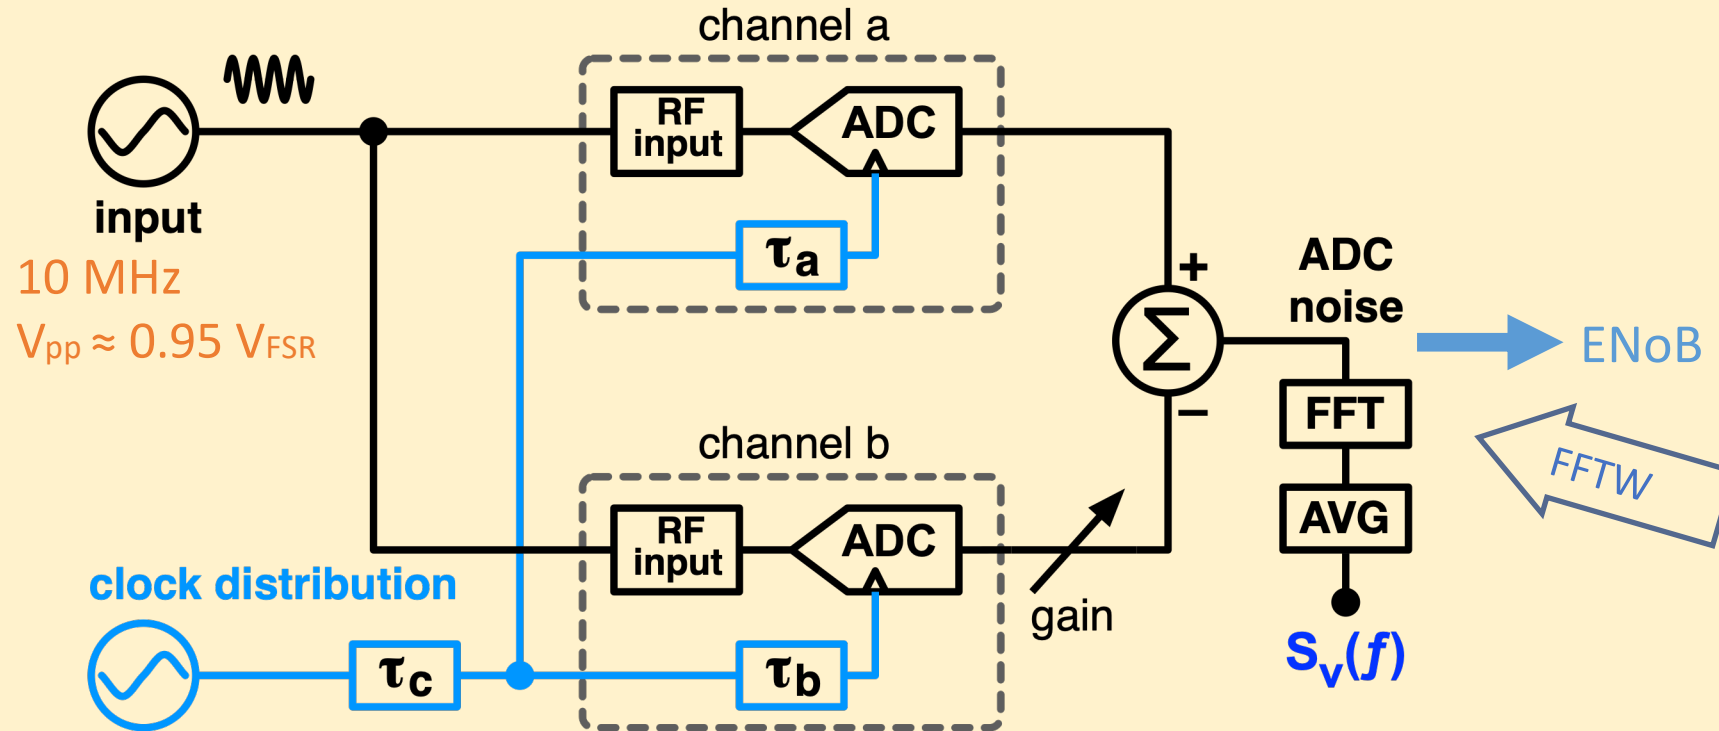 channel a
RF
input
ADC
input
10 MHz
Vpp ≈ 0.95 VFSR
τa
+
Σ
−
ADC
noise
ENoB
FFT
FFTW
AVG
Sv(f)
channel b
RF
input
ADC
gain
clock distribution
τc
τb